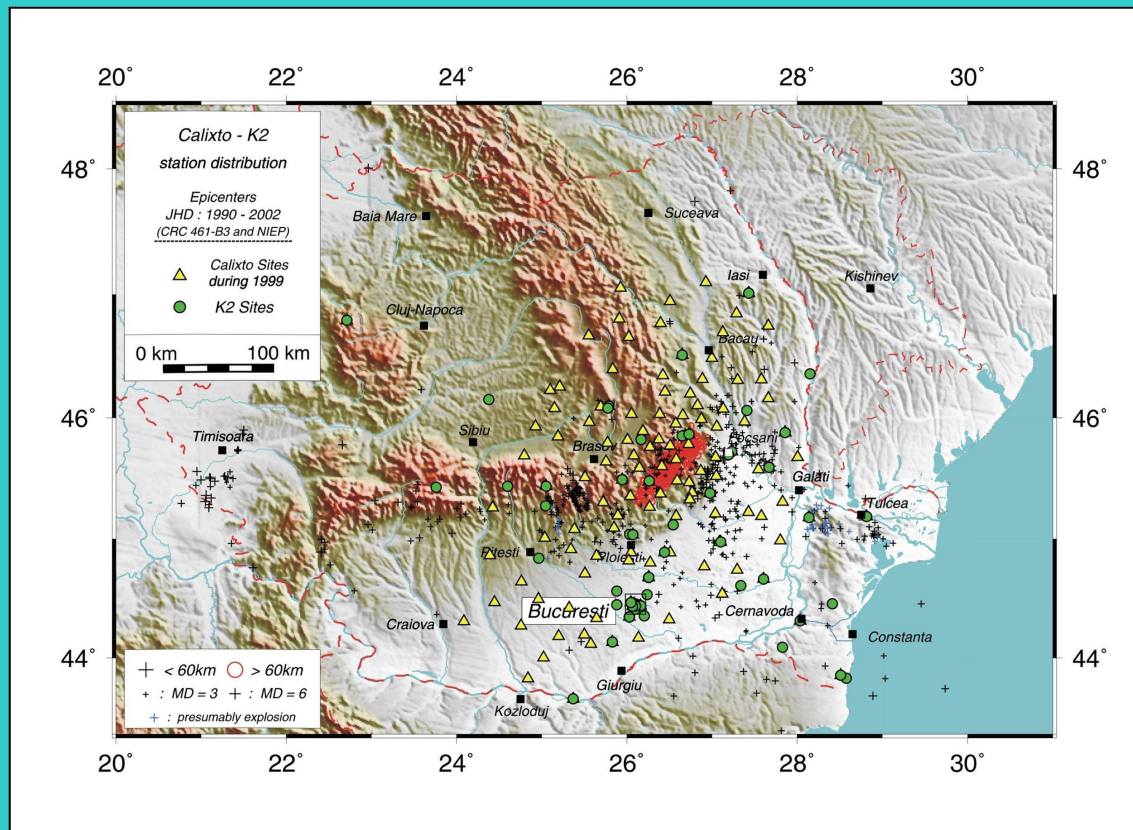 20° 22° 24° 26° 28° 30°
48° 48°
46° 46°
44° 44°
Calixto - K2
station distribution
Epicenters
JHD : 1990 - 2002
(CRC 461-B3 and NIEP)
Calixto Sites
during 1999
K2 Sites
0 km 100 km
Baia Mare
Suceava
Iasi
Kishinev
Cluj-Napoca
Bacau
Timisoara
Sibiu
Brasov
Focsani
Galati
Tulcea
Pitesti
Ploiesti
Bucureşti
Cernavoda
Craiova
Constanta
Giurgiu
Kozloduj
< 60km > 60km
: MD = 3 : MD = 6
: presumably explosion
20° 22° 24° 26° 28° 30°